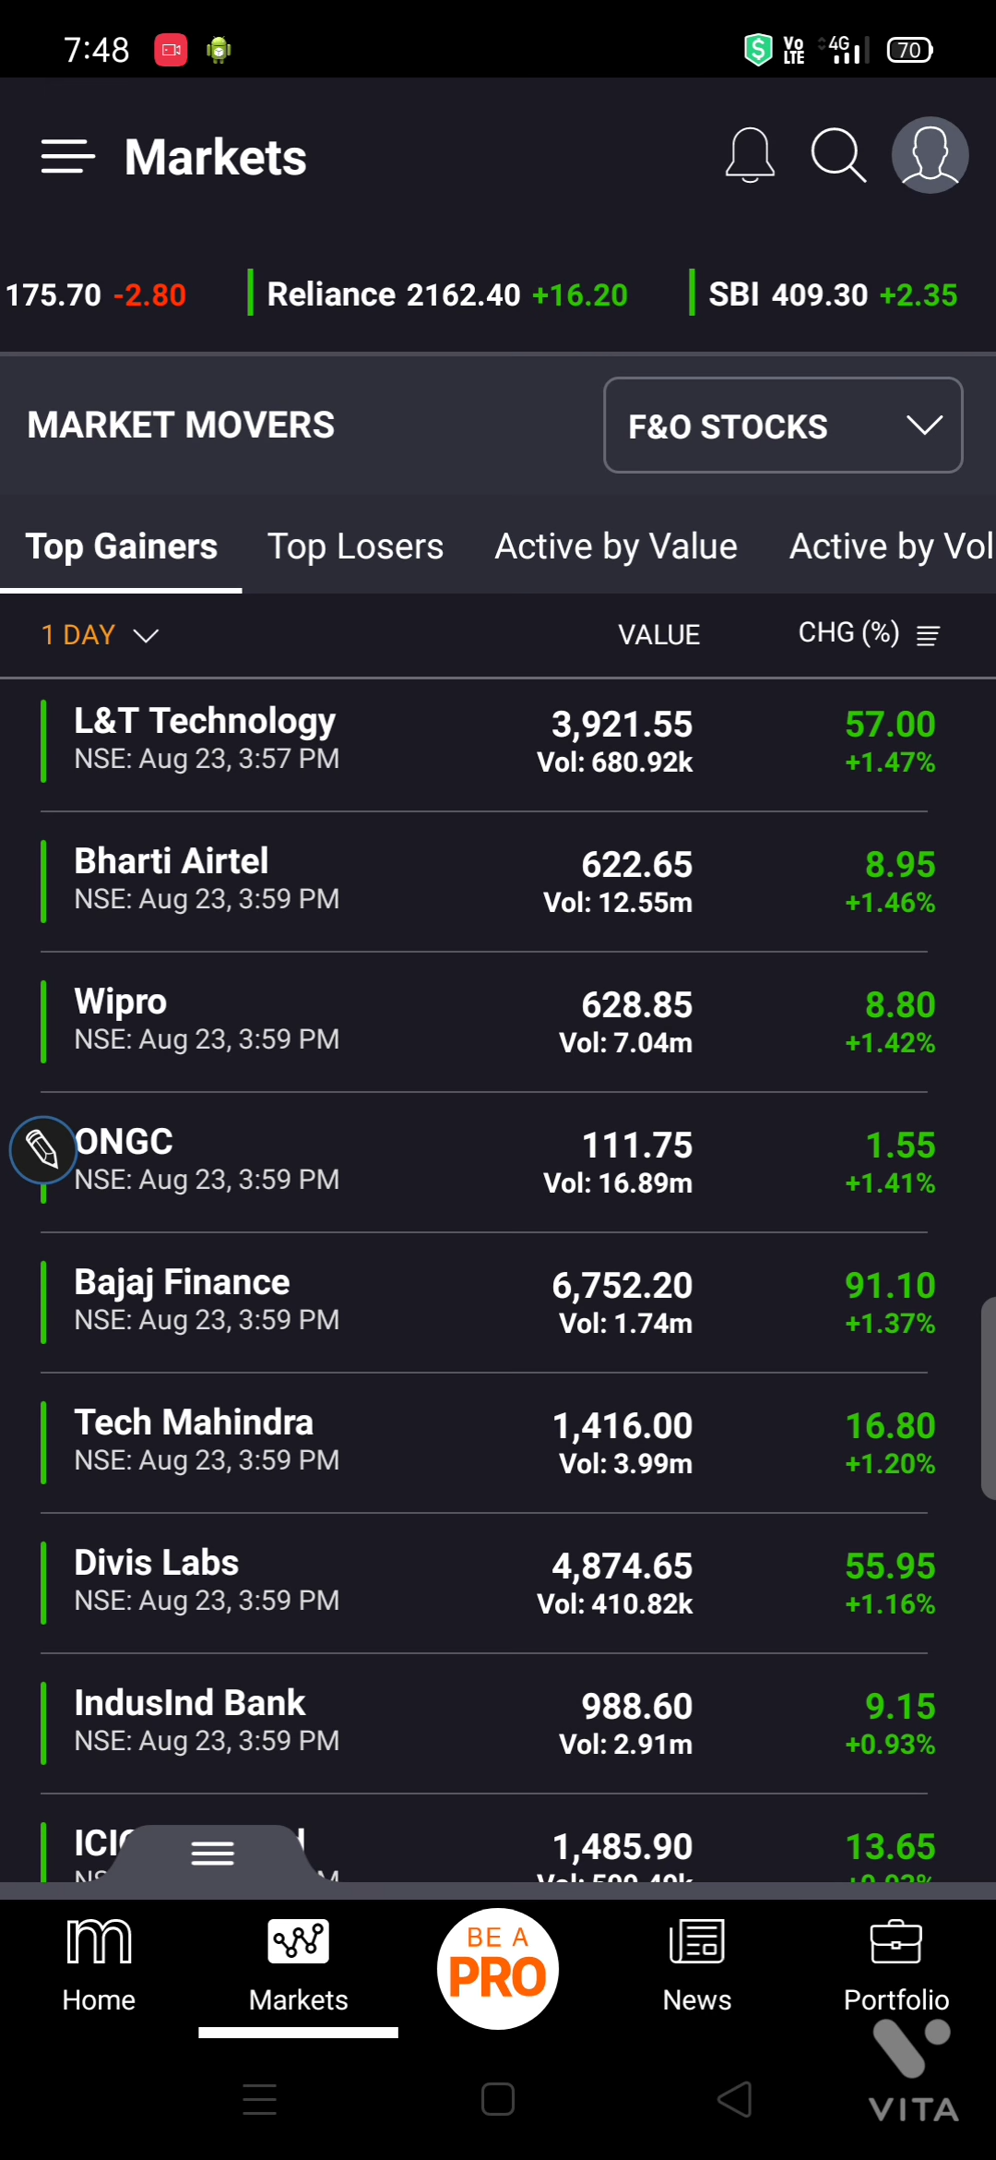 7:48 Vo LTE 4G 70
Markets
175.70 -2.80 Reliance 2162.40 +16.20 SBI 409.30 +2.35
MARKET MOVERS F&O STOCKS
Top Gainers Top Losers Active by Value Active by Vol
1 DAY VALUE CHG (%)
L&T Technology 3,921.55 57.00
NSE: Aug 23, 3:57 PM Vol: 680.92k +1.47%
Bharti Airtel 622.65 8.95
NSE: Aug 23, 3:59 PM Vol: 12.55m +1.46%
Wipro 628.85 8.80
NSE: Aug 23, 3:59 PM Vol: 7.04m +1.42%
ONGC 111.75 1.55
NSE: Aug 23, 3:59 PM Vol: 16.89m +1.41%
Bajaj Finance 6,752.20 91.10
NSE: Aug 23, 3:59 PM Vol: 1.74m +1.37%
Tech Mahindra 1,416.00 16.80
NSE: Aug 23, 3:59 PM Vol: 3.99m +1.20%
Divis Labs 4,874.65 55.95
NSE: Aug 23, 3:59 PM Vol: 410.82k +1.16%
IndusInd Bank 988.60 9.15
NSE: Aug 23, 3:59 PM Vol: 2.91m +0.93%
1,485.90 13.65
BE A
PRO
Home Markets News Portfolio
VITA